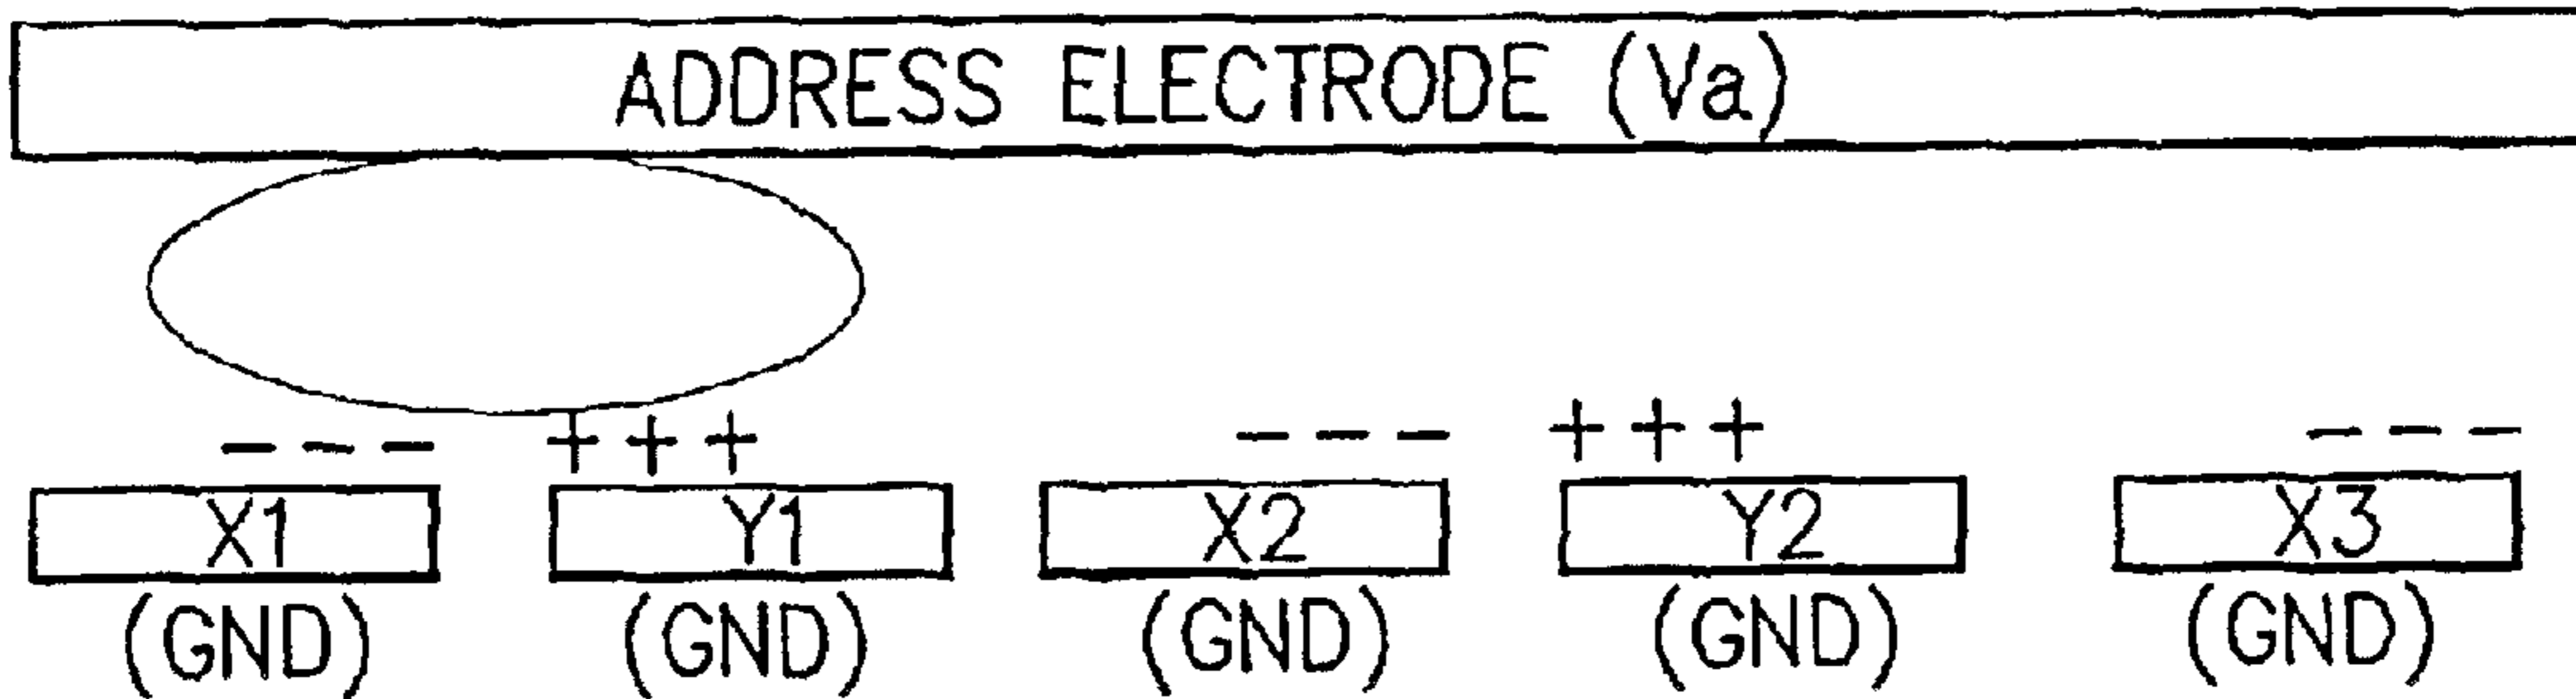 ADDRESS ELECTRODE (Va)
- - - + + + - - - + + + - - -
X1 Y1 X2 Y2 X3
(GND) (GND) (GND) (GND) (GND)